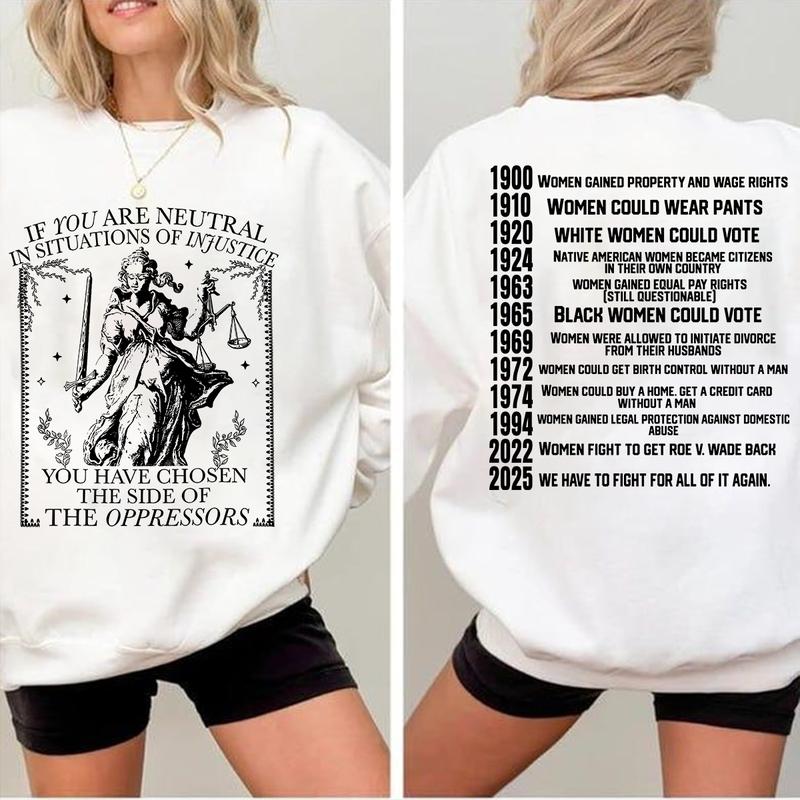 IF YOU ARE NEUTRAL
IN SITUATIONS OF INJUSTICE
YOU HAVE CHOSEN
THE SIDE OF
THE OPPRESSORS
1900 WOMEN GAINED PROPERTY AND WAGE RIGHTS
1910 WOMEN COULD WEAR PANTS
1920 WHITE WOMEN COULD VOTE
1924 NATIVE AMERICAN WOMEN BECAME CITIZENS
IN THEIR OWN COUNTRY
1963 WOMEN GAINED EQUAL PAY RIGHTS
(STILL QUESTIONABLE)
1965 BLACK WOMEN COULD VOTE
1969 WOMEN WERE ALLOWED TO INITIATE DIVORCE
FROM THEIR HUSBANDS
1972 WOMEN COULD GET BIRTH CONTROL WITHOUT A MAN
1974 WOMEN COULD BUY A HOME. GET A CREDIT CARD
WITHOUT A MAN
1994 WOMEN GAINED LEGAL PROTECTION AGAINST DOMESTIC
ABUSE
2022 WOMEN FIGHT TO GET ROE V. WADE BACK
2025 WE HAVE TO FIGHT FOR ALL OF IT AGAIN.